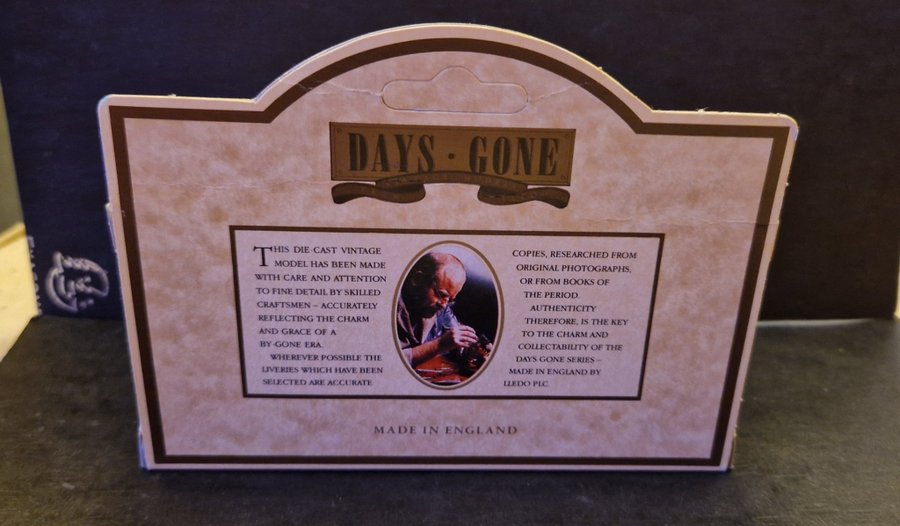 DAYS · GONE
THIS DIE-CAST VINTAGE
MODEL HAS BEEN MADE
WITH CARE AND ATTENTION
TO FINE DETAIL BY SKILLED
CRAFTSMEN – ACCURATELY
REFLECTING THE CHARM
AND GRACE OF A
BY-GONE ERA.
WHEREVER POSSIBLE THE
LIVERIES WHICH HAVE BEEN
SELECTED ARE ACCURATE
COPIES, RESEARCHED FROM
ORIGINAL PHOTOGRAPHS,
OR FROM BOOKS OF
THE PERIOD.
AUTHENTICITY
THEREFORE, IS THE KEY
TO THE CHARM AND
COLLECTABILITY OF THE
DAYS GONE SERIES –
MADE IN ENGLAND BY
LLEDO PLC.
MADE IN ENGLAND